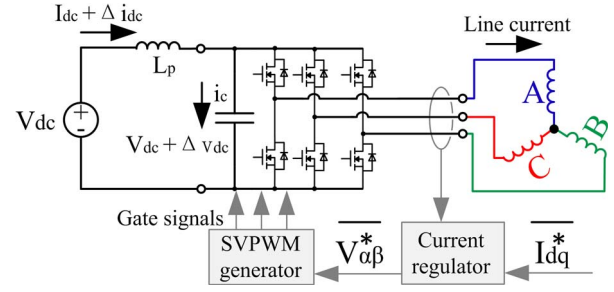 Idc + Δ idc
Lp
Line current
Vdc
+
-
ic
Vdc + Δ Vdc
A
B
C
Gate signals
SVPWM
generator
V*αβ
Current
regulator
I*dq